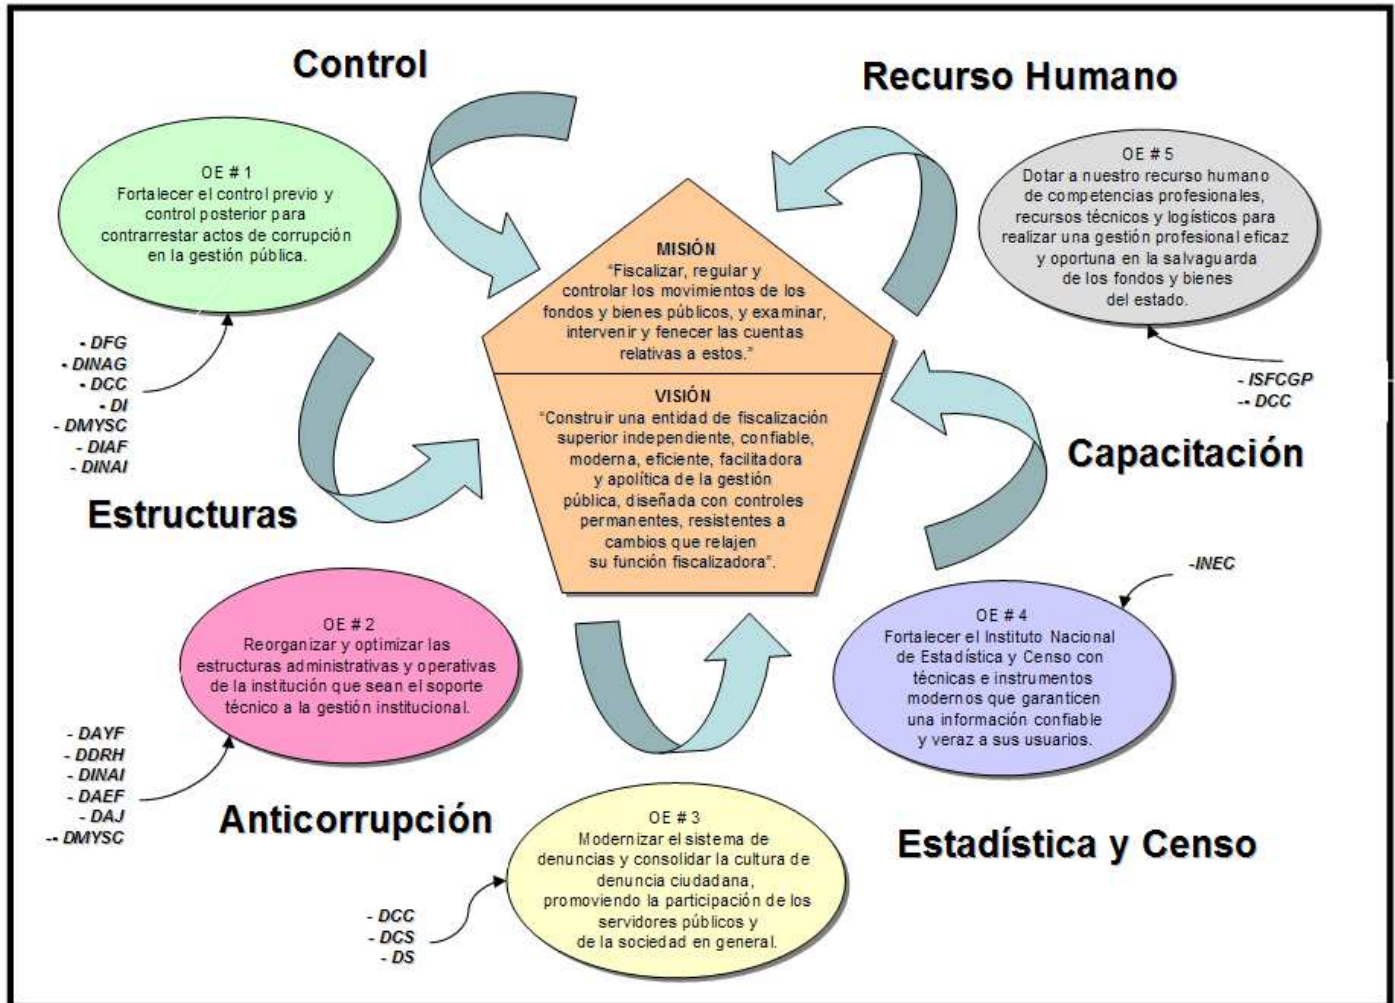 Control
Recurso Humano
OE # 1
Fortalecer el control previo y
control posterior para
contrarrestar actos de corrupción
en la gestión pública.
OE # 5
Dotar a nuestro recurso humano
de competencias profesionales,
recursos técnicos y logísticos para
realizar una gestión profesional eficaz
y oportuna en la salvaguarda
de los fondos y bienes
del estado.
MISIÓN
"Fiscalizar, regular y
controlar los movimientos de los
fondos y bienes públicos, y examinar,
intervenir y fenecer las cuentas
relativas a estos."
- DFG
- DINAG
- DCC
- DI
- DMYSC
- DIAF
- DINAI
- ISFCGP
-- DCC
VISIÓN
"Construir una entidad de fiscalización
superior independiente, confiable,
moderna, eficiente, facilitadora
y apolítica de la gestión
pública, diseñada con controles
permanentes, resistentes a
cambios que relajen
su función fiscalizadora".
Capacitación
Estructuras
-INEC
OE # 2
Reorganizar y optimizar las
estructuras administrativas y operativas
de la institución que sean el soporte
técnico a la gestión institucional.
OE # 4
Fortalecer el Instituto Nacional
de Estadística y Censo con
técnicas e instrumentos
modernos que garanticen
una información confiable
y veraz a sus usuarios.
- DAYF
- DDRH
- DINAI
- DAEF
- DAJ
-- DMYSC
Anticorrupción
Estadística y Censo
OE # 3
Modernizar el sistema de
denuncias y consolidar la cultura de
denuncia ciudadana,
promoviendo la participación de los
servidores públicos y
de la sociedad en general.
- DCC
- DCS
- DS